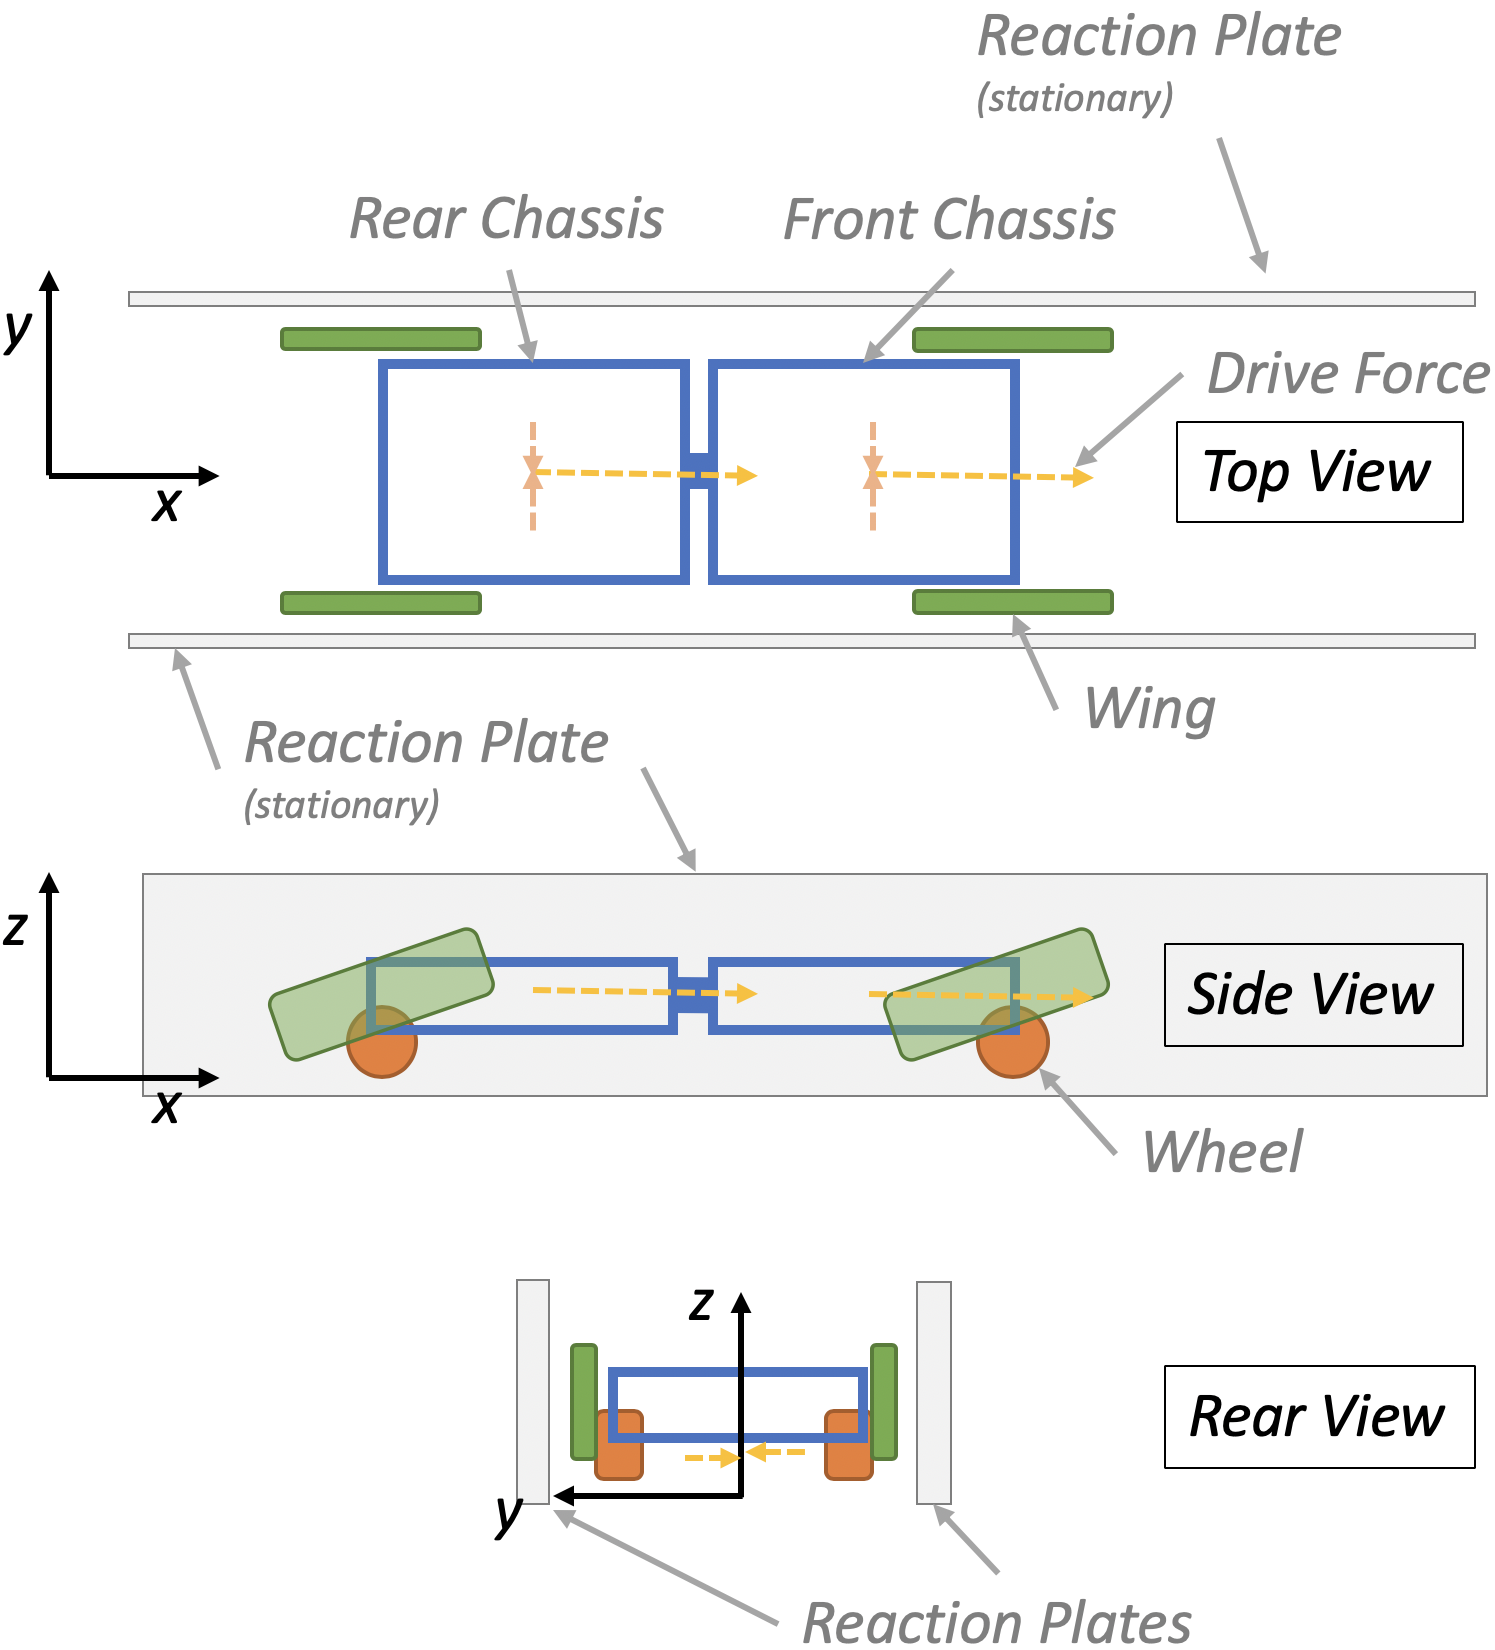 Reaction Plate
(stationary)
Rear Chassis
Front Chassis
y
Drive Force
Top View
x
Wing
Reaction Plate
(stationary)
z
Side View
x
Wheel
z
Rear View
y
Reaction Plates